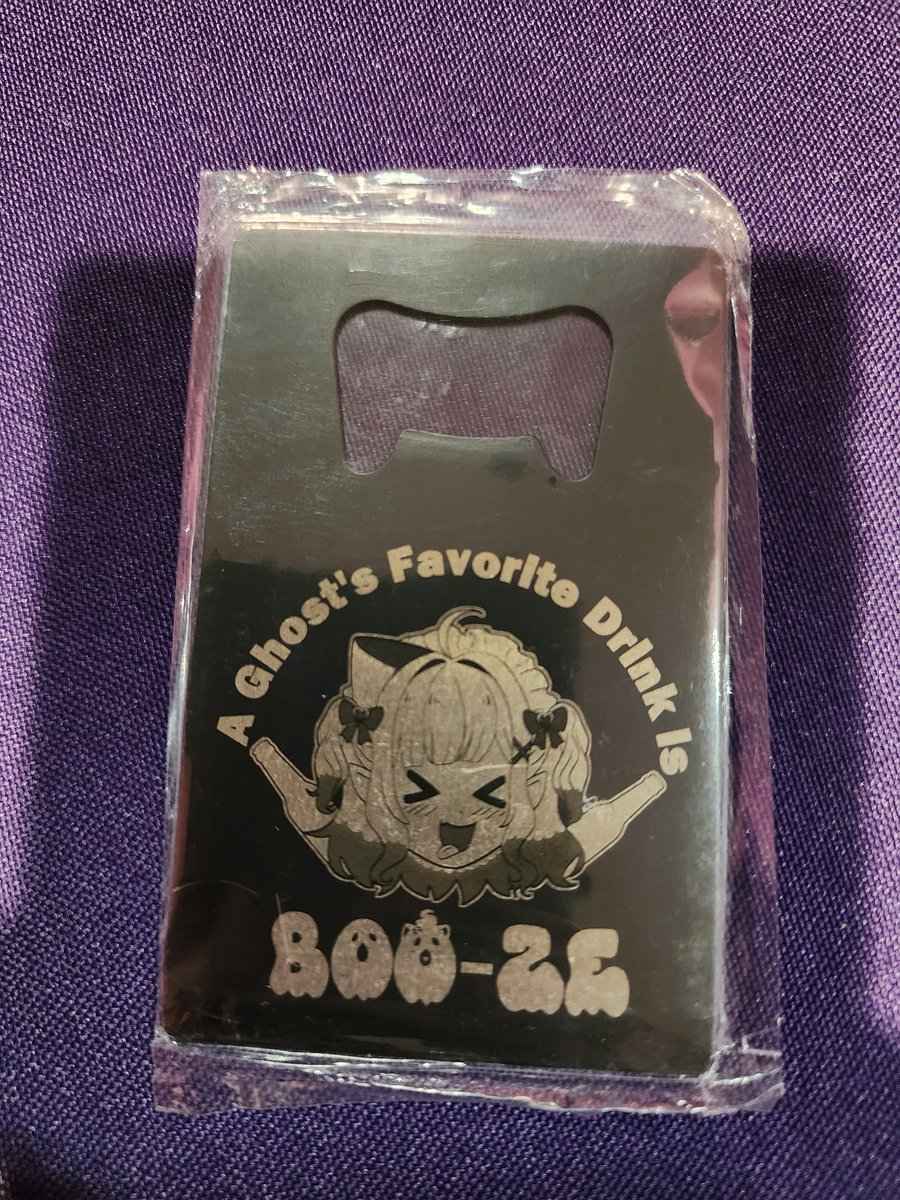 A Ghost's Favorite Drink Is
BOO-ZE